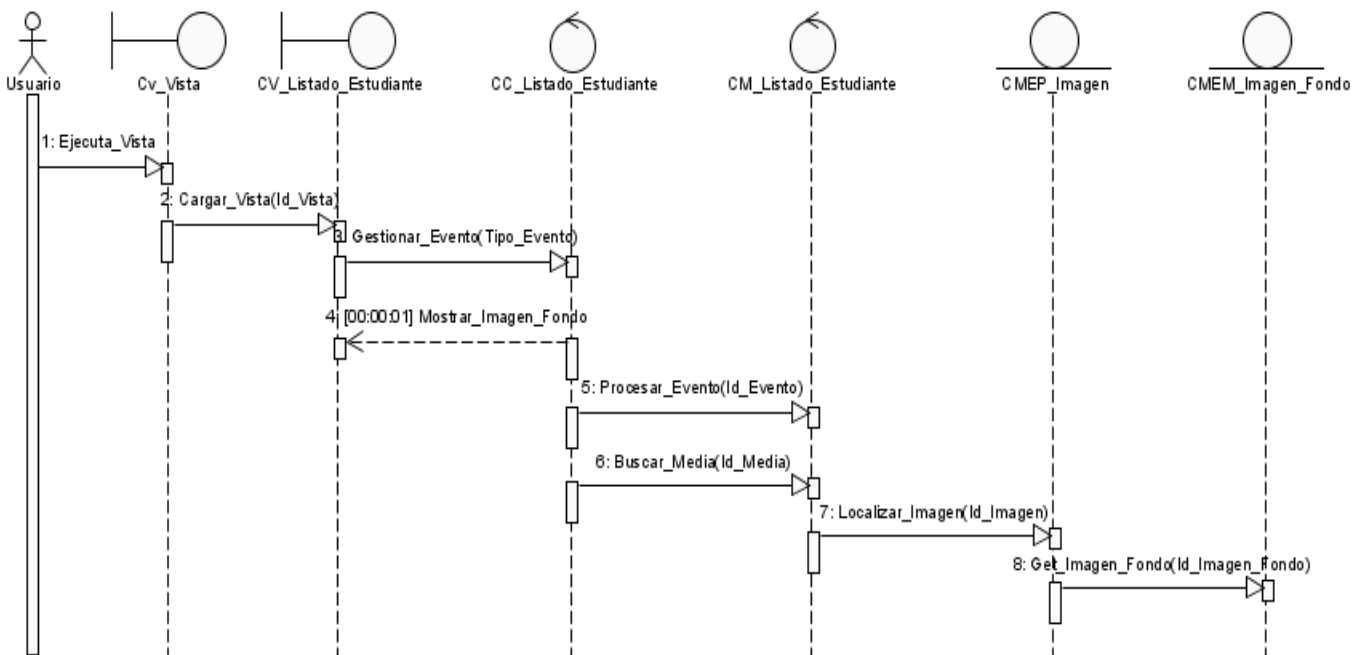 Usuario
Cv_Vista
CV_Listado_Estudiante
CC_Listado_Estudiante
CM_Listado_Estudiante
CMEP_Imagen
CMEM_Imagen_Fondo
1: Ejecuta_Vista
2: Cargar_Vista(Id_Vista)
3: Gestionar_Evento(Tipo_Evento)
4: [00:00:01] Mostrar_Imagen_Fondo
5: Procesar_Evento(Id_Evento)
6: Buscar_Media(Id_Media)
7: Localizar_Imagen(Id_Imagen)
8: Get_Imagen_Fondo(Id_Imagen_Fondo)